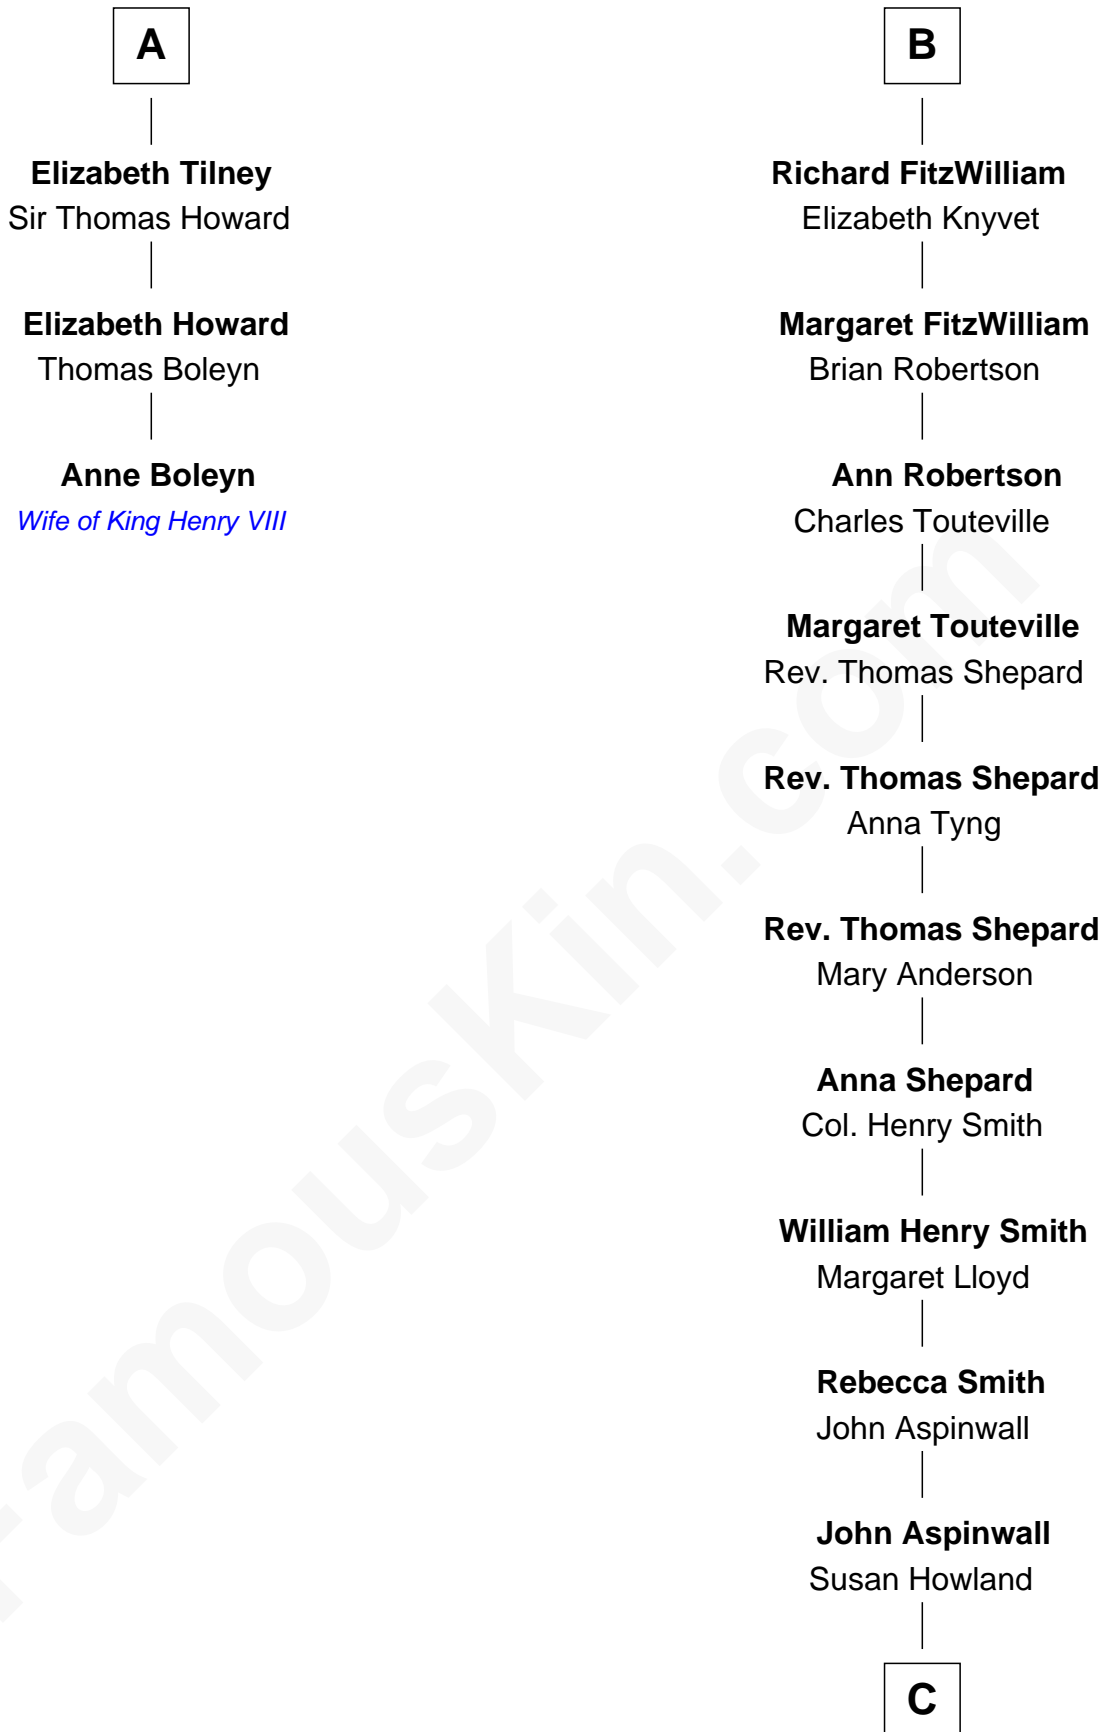 A
Elizabeth Tilney
Sir Thomas Howard
Elizabeth Howard
Thomas Boleyn
Anne Boleyn
Wife of King Henry VIII
B
Richard FitzWilliam
Elizabeth Knyvet
Margaret FitzWilliam
Brian Robertson
Ann Robertson
Charles Touteville
Margaret Touteville
Rev. Thomas Shepard
Rev. Thomas Shepard
Anna Tyng
Rev. Thomas Shepard
Mary Anderson
Anna Shepard
Col. Henry Smith
William Henry Smith
Margaret Lloyd
Rebecca Smith
John Aspinwall
John Aspinwall
Susan Howland
C
FamousKin.com